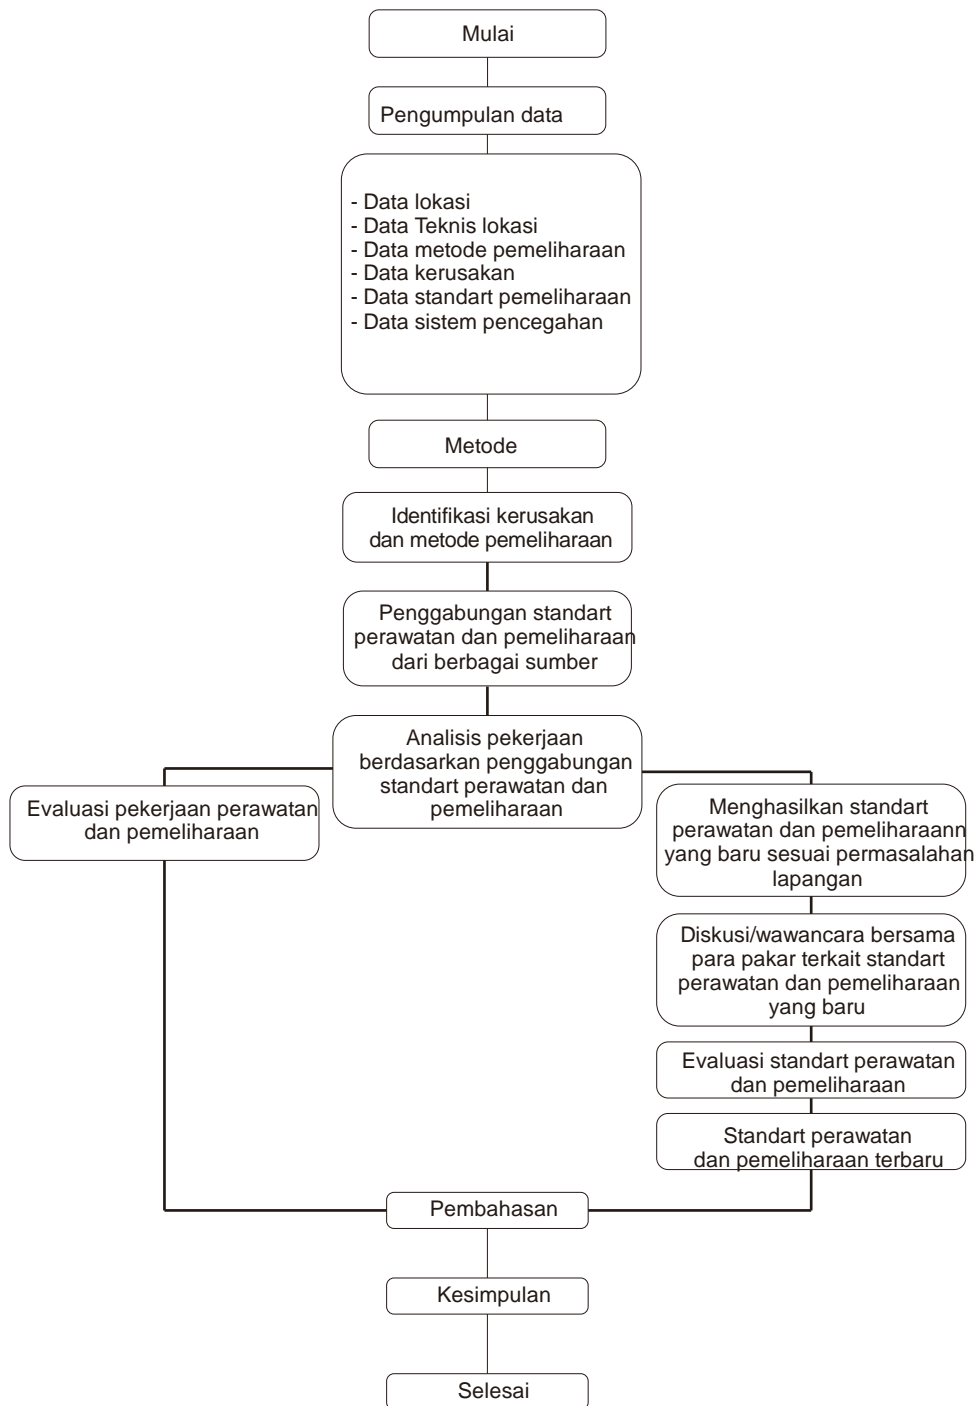 Mulai
Pengumpulan data
- Data lokasi
- Data Teknis lokasi
- Data metode pemeliharaan
- Data kerusakan
- Data standart pemeliharaan
- Data sistem pencegahan
Metode
Identifikasi kerusakan
dan metode pemeliharaan
Penggabungan standart
perawatan dan pemeliharaan
dari berbagai sumber
Analisis pekerjaan
berdasarkan penggabungan
standart perawatan dan
pemeliharaan
Evaluasi pekerjaan perawatan
dan pemeliharaan
Menghasilkan standart
perawatan dan pemeliharaann
yang baru sesuai permasalahan
lapangan
Diskusi/wawancara bersama
para pakar terkait standart
perawatan dan pemeliharaan
yang baru
Evaluasi standart perawatan
dan pemeliharaan
Standart perawatan
dan pemeliharaan terbaru
Pembahasan
Kesimpulan
Selesai